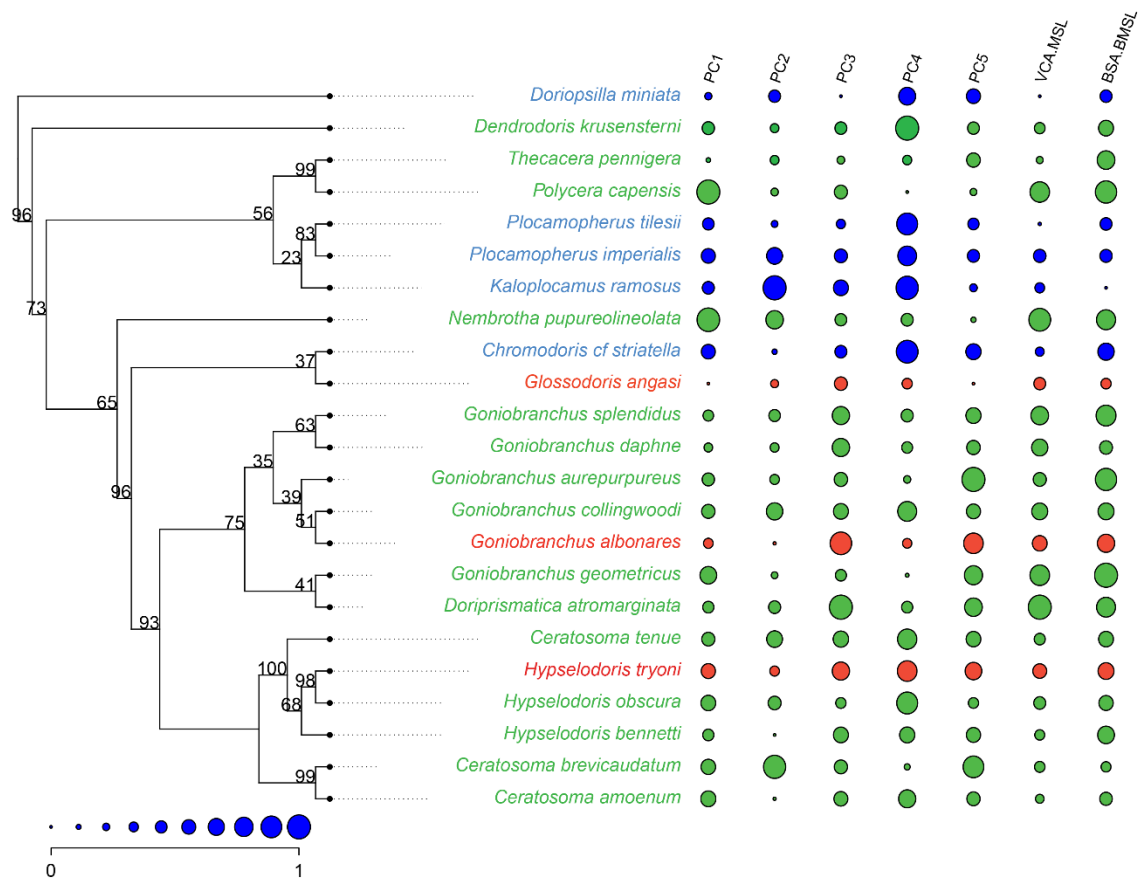 PC1 PC2 PC3 PC4 PC5 VCA.MSL BSA.BMSL
Doriopsilla miniata
Dendrodoris krusensterni
Thecacera pennigera
99
Polycera capensis
96
56
Plocamopherus tilesii
83
Plocamopherus imperialis
23
Kaloplocamus ramosus
73
Nembrotha pupureolineolata
Chromodoris cf striatella
37
Glossodoris angasi
65
Goniobranchus splendidus
63
Goniobranchus daphne
35
Goniobranchus aurepurpureus
96
39
Goniobranchus collingwoodi
75
51
Goniobranchus albonares
Goniobranchus geometricus
41
Doriprismatica atromarginata
93
Ceratosoma tenue
100
Hypselodoris tryoni
98
Hypselodoris obscura
68
Hypselodoris bennetti
Ceratosoma brevicaudatum
99
Ceratosoma amoenum
0 1